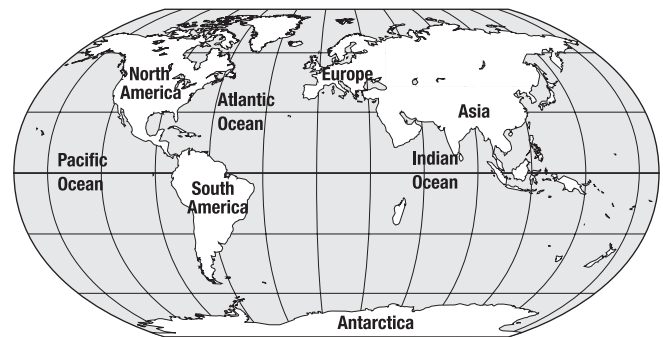 North
America
Europe
Atlantic
Ocean
Asia
Pacific
Ocean
Indian
Ocean
South
America
Antarctica